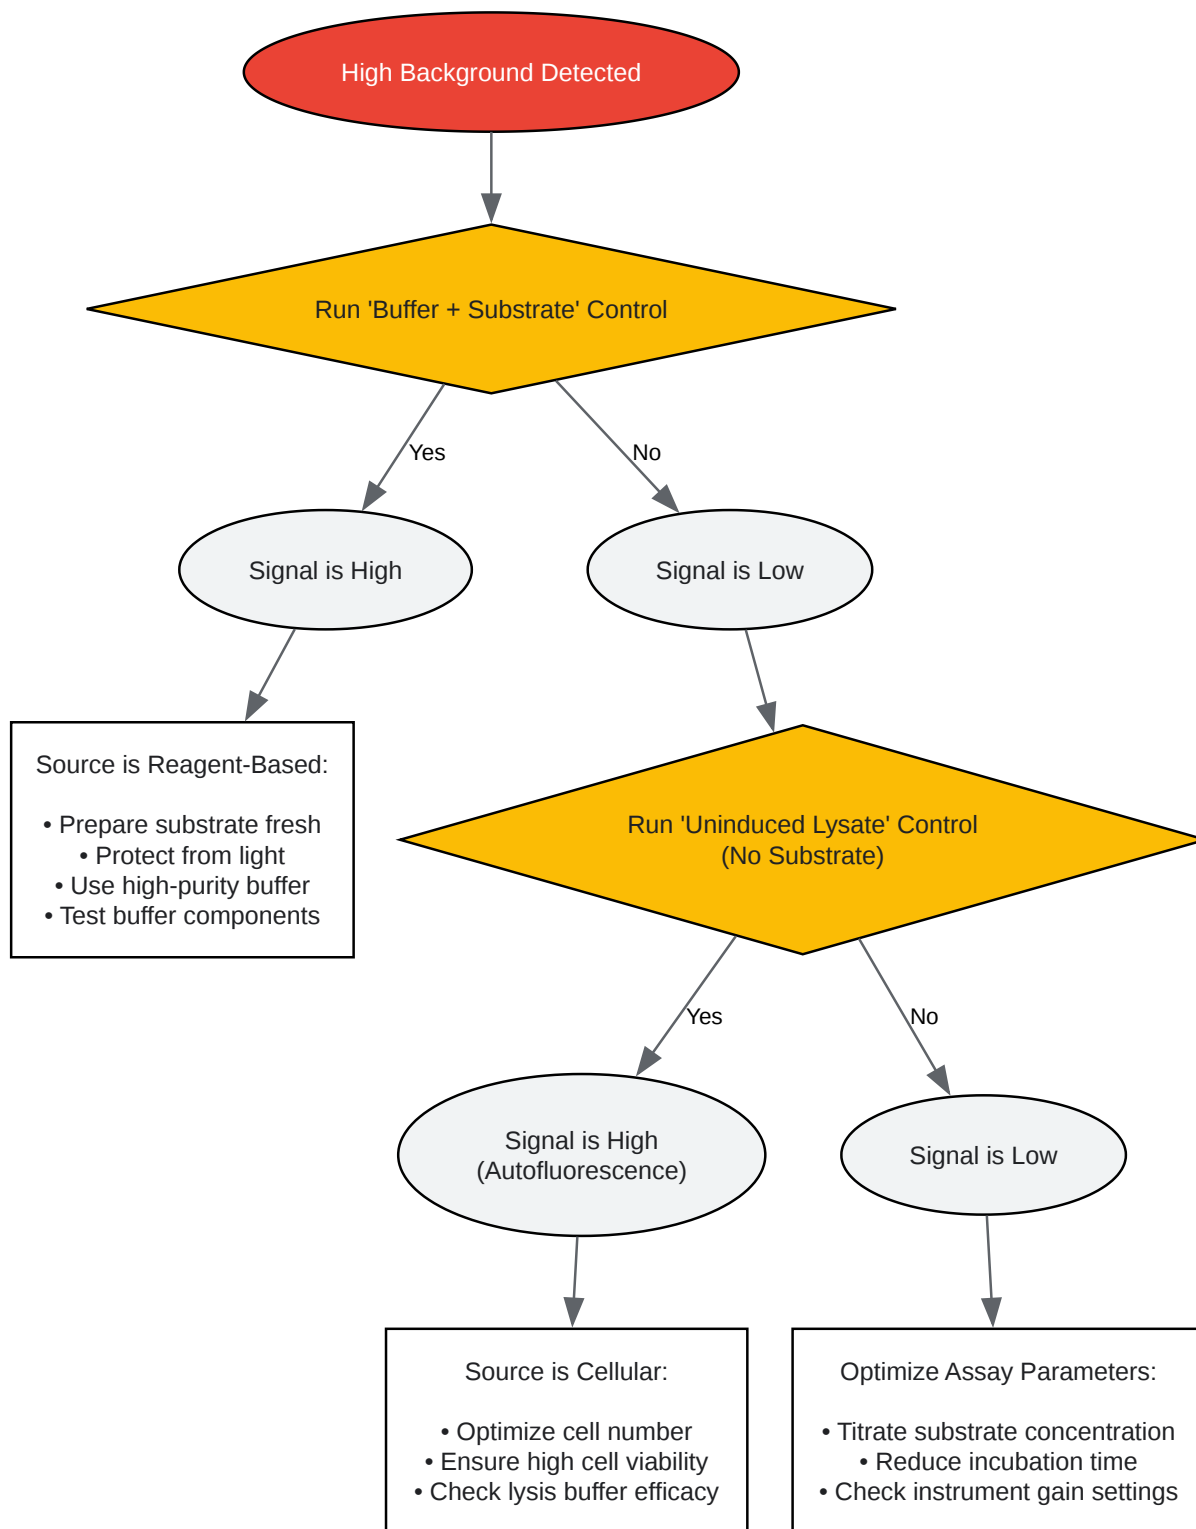 High Background Detected
Run 'Buffer + Substrate' Control
Yes
No
Signal is High
Signal is Low
Source is Reagent-Based:
• Prepare substrate fresh
• Protect from light
• Use high-purity buffer
• Test buffer components
Run 'Uninduced Lysate' Control
(No Substrate)
Yes
No
Signal is High
(Autofluorescence)
Signal is Low
Source is Cellular:
• Optimize cell number
• Ensure high cell viability
• Check lysis buffer efficacy
Optimize Assay Parameters:
• Titrate substrate concentration
• Reduce incubation time
• Check instrument gain settings